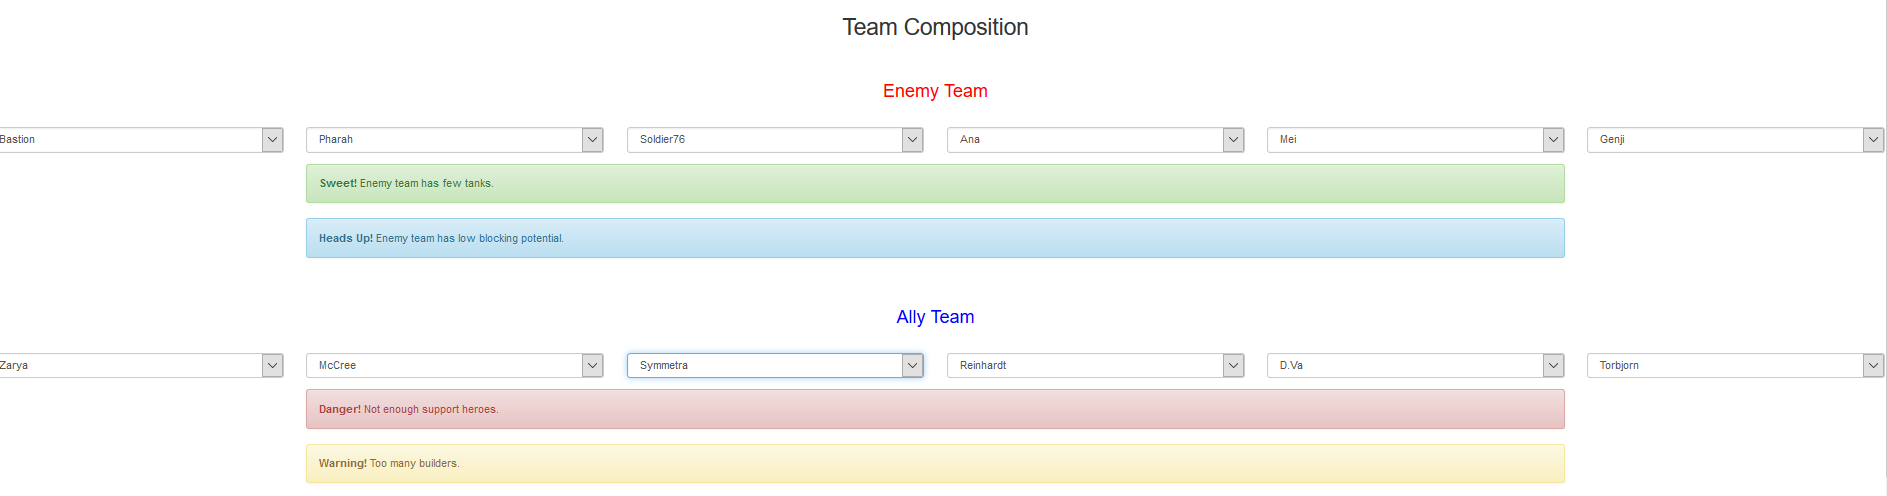 Team Composition
Enemy Team
Bastion Pharah Soldier76 Ana Mei Genji
Sweet! Enemy team has few tanks.
Heads Up! Enemy team has low blocking potential.
Ally Team
Zarya McCree Symmetra Reinhardt D.Va Torbjorn
Danger! Not enough support heroes.
Warning! Too many builders.